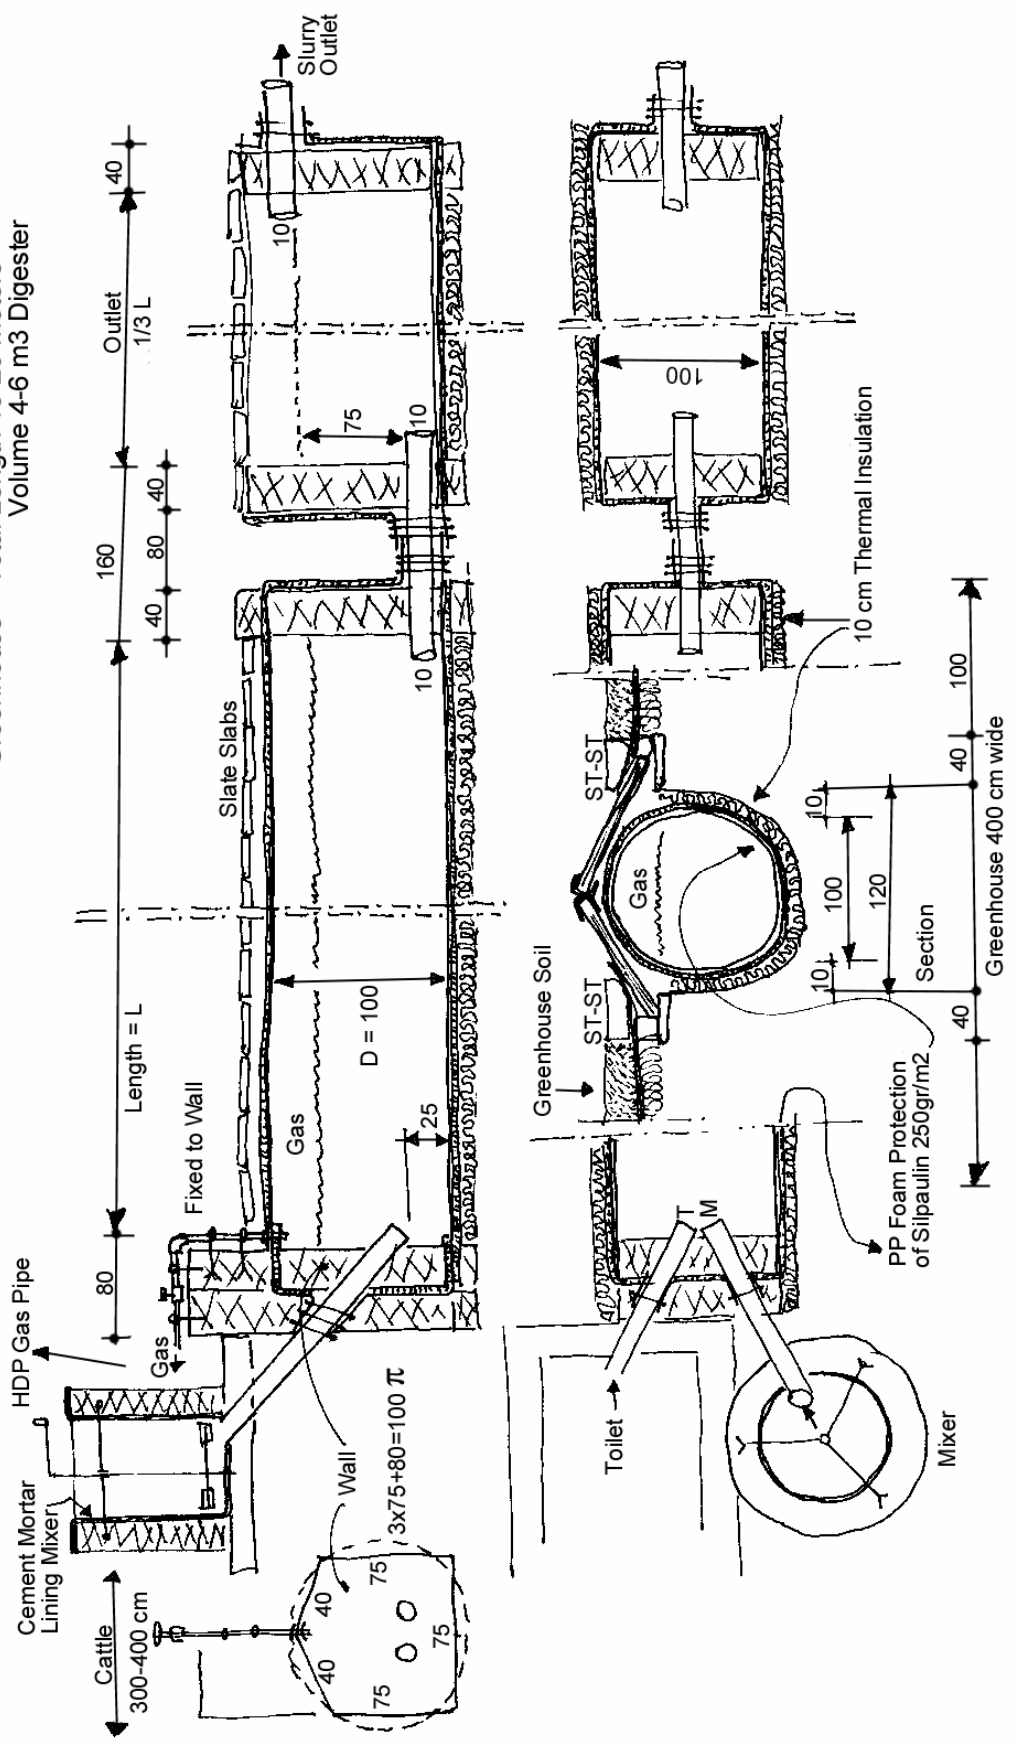 Volume 4-6 m3 Digester
Cattle
300-400 cm
Cement Mortar
Lining Mixer
HDP Gas Pipe
Gas
80
Length = L
160
40
80
40
Outlet
1/3 L
40
Fixed to Wall
Slate Slabs
Slurry
Outlet
Gas
D = 100
25
10
10
75
10
40
40
75
75
75
Wall
3x75+80=100 π
Toilet
T
M
Mixer
Greenhouse Soil
ST-ST
ST-ST
Gas
100
10 cm Thermal Insulation
10
100
10
120
Section
PP Foam Protection
of Silpaulin 250gr/m2
40
40
100
Greenhouse 400 cm wide